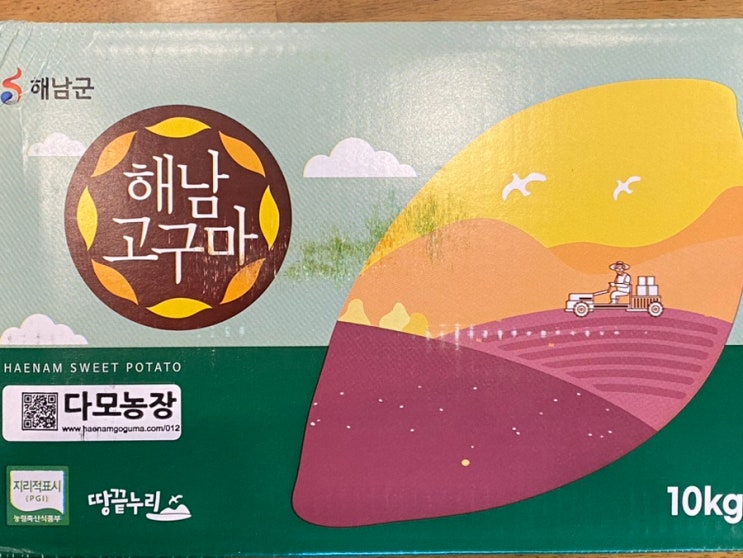 해남군
해남
고구마
HAENAM SWEET POTATO
다모농장
www.haenamgoguma.com/012
지리적표시
(PGI)
농림축산식품부
땅끝누리
10kg